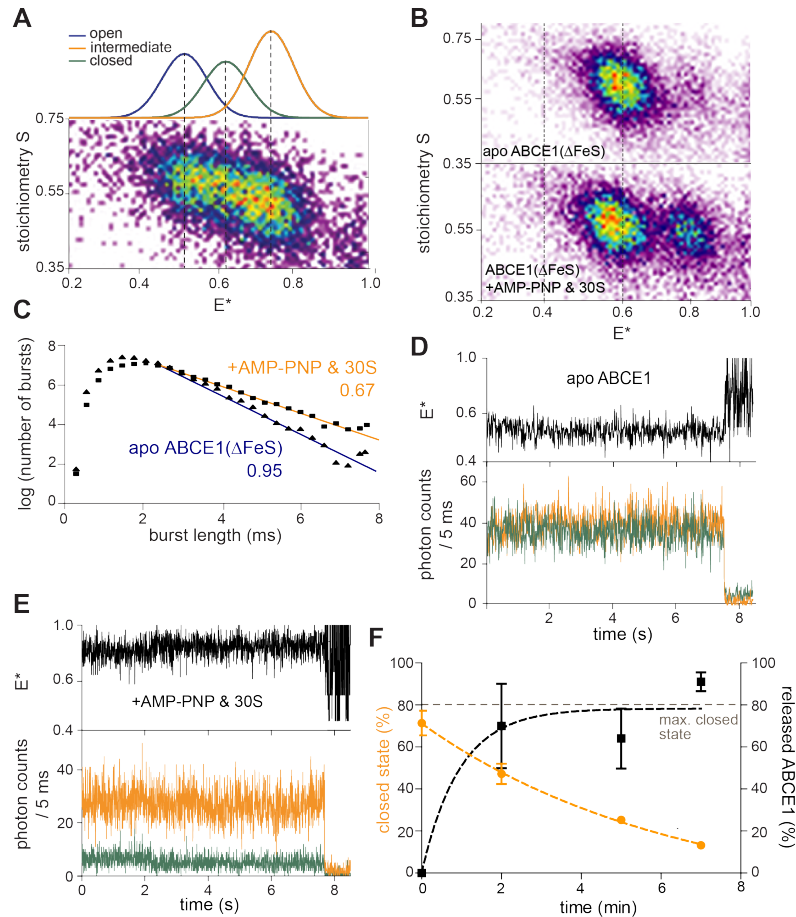 A
open
intermediate
closed
stoichiometry S
0.75
0.55
0.35
0.2
0.4
0.6
0.8
1.0
E*
B
stoichiometry S
0.75
0.55
0.35
0.55
0.35
apo ABCE1(ΔFeS)
ABCE1(ΔFeS)
+AMP-PNP & 30S
0.2
0.4
0.6
0.8
1.0
E*
C
log (number of bursts)
8
6
4
2
0
+AMP-PNP & 30S
0.67
apo ABCE1(ΔFeS)
0.95
0
2
4
6
8
burst length (ms)
D
E*
1.0
0.6
0.4
apo ABCE1
photon counts
/ 5 ms
60
40
20
0
2
4
6
8
time (s)
E
E*
1.0
0.6
0.4
+AMP-PNP & 30S
photon counts
/ 5 ms
40
20
0
0
2
4
6
8
time (s)
F
closed state (%)
100
80
60
40
20
0
max. closed
state
100
80
60
40
20
0
released ABCE1 (%)
0
2
4
6
8
time (min)